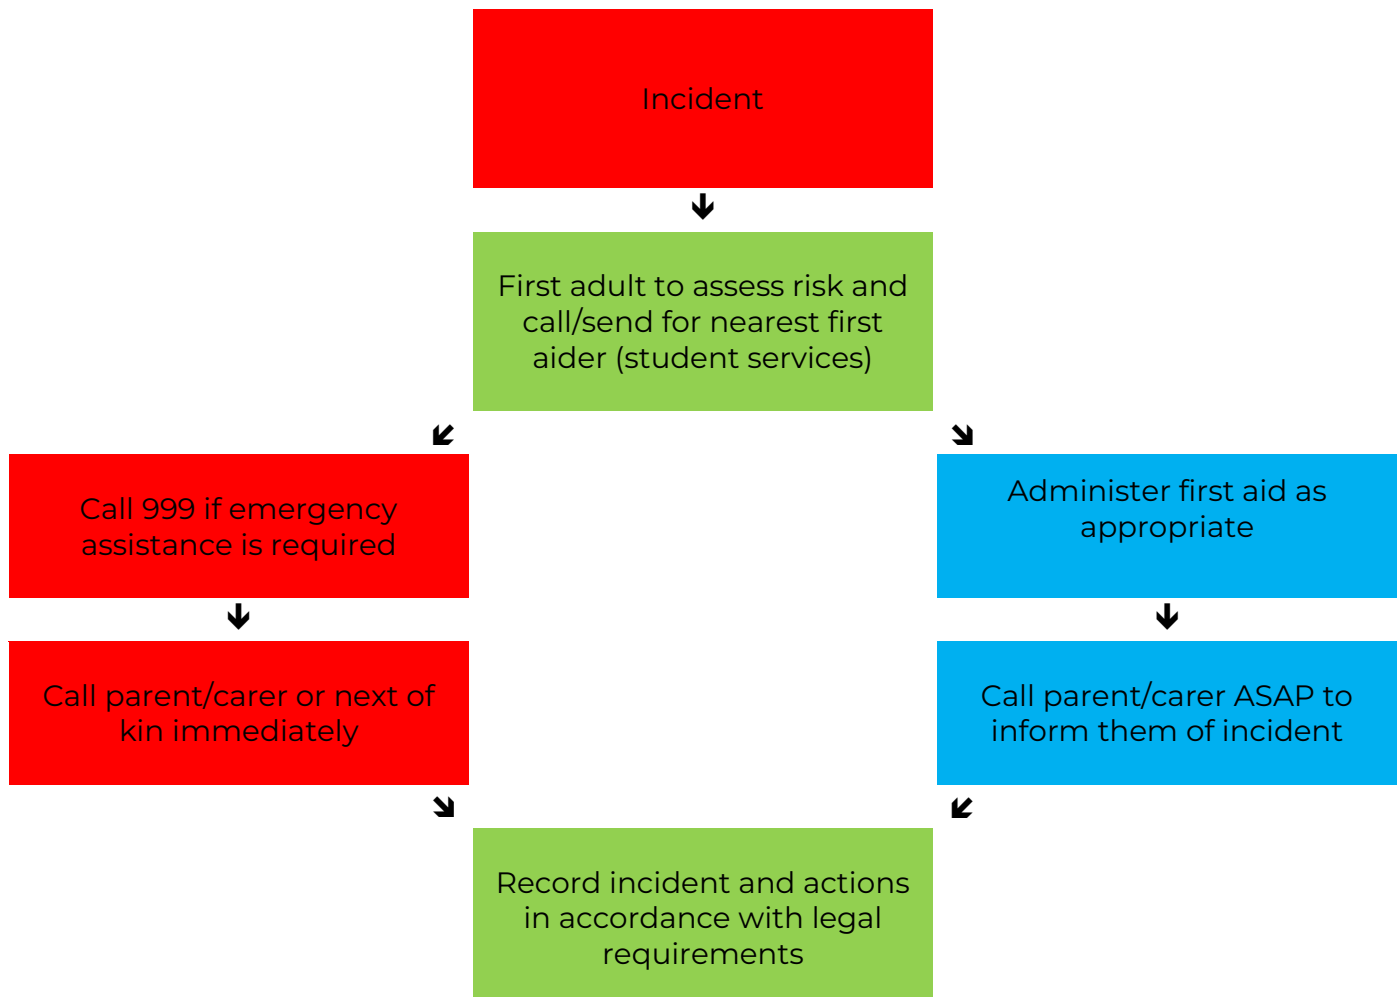 Incident
First adult to assess risk and
call/send for nearest first
aider (student services)
Call 999 if emergency
assistance is required
Administer first aid as
appropriate
Call parent/carer or next of
kin immediately
Call parent/carer ASAP to
inform them of incident
Record incident and actions
in accordance with legal
requirements